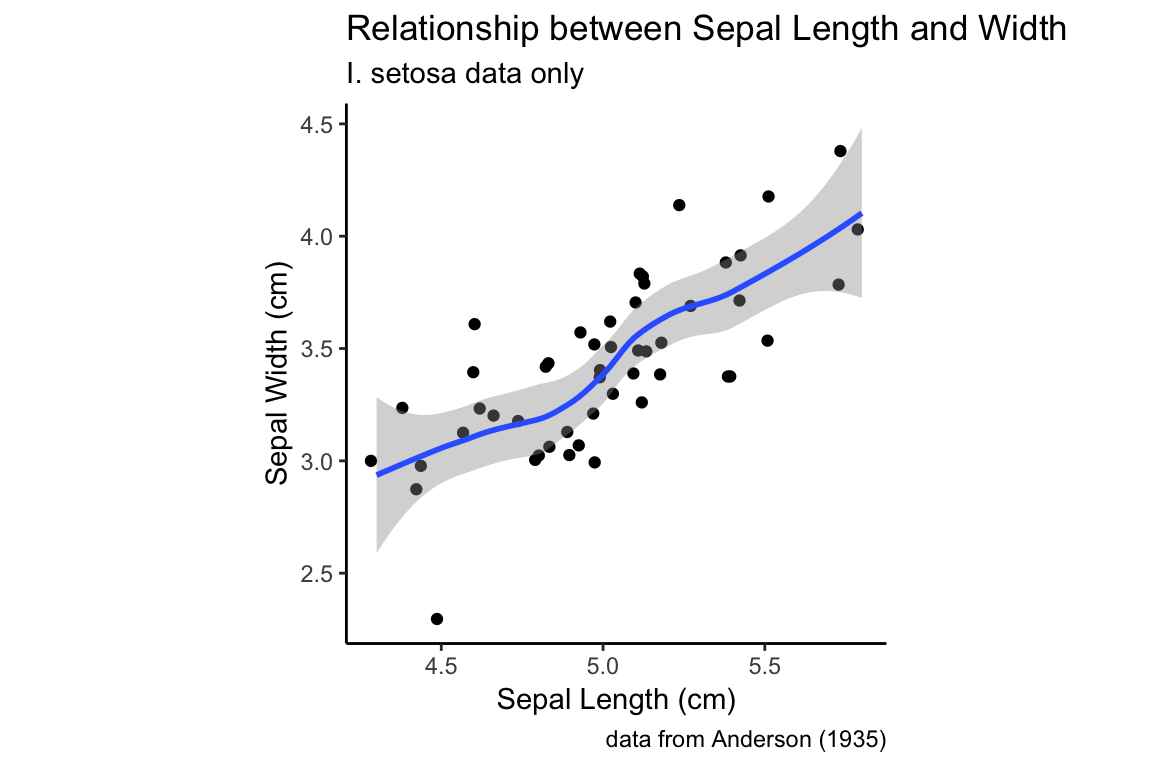 Relationship between Sepal Length and Width
I. setosa data only
4.5
4.0
3.5
3.0
2.5
Sepal Width (cm)
4.5 5.0 5.5
Sepal Length (cm)
data from Anderson (1935)